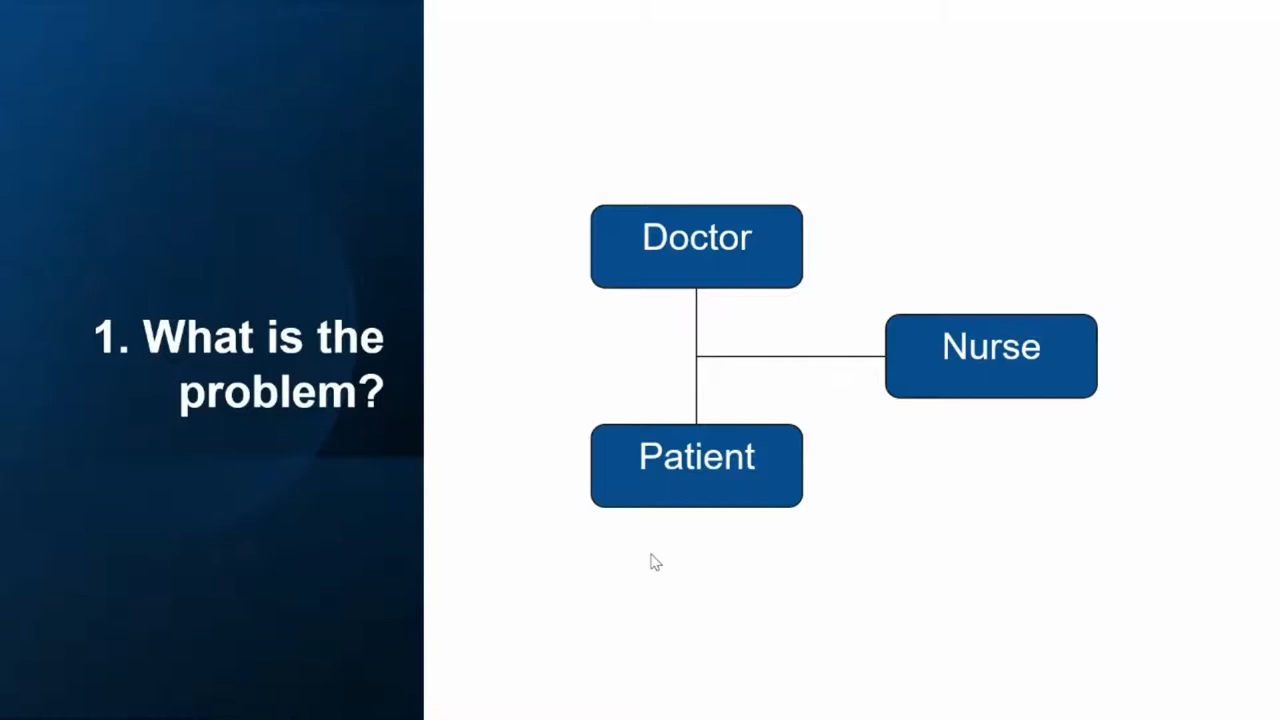 1. What is the
problem?
Doctor
Nurse
Patient